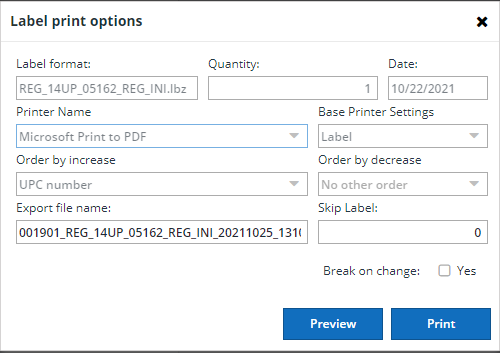 Label print options
Label format: Quantity: Date:
REG_14UP_05162_REG_INI.lbz 1 10/22/2021
Printer Name Base Printer Settings
Microsoft Print to PDF Label
Order by increase Order by decrease
UPC number No other order
Export file name: Skip Label:
001901_REG_14UP_05162_REG_INI_20211025_1310 0
Break on change: Yes
Preview Print